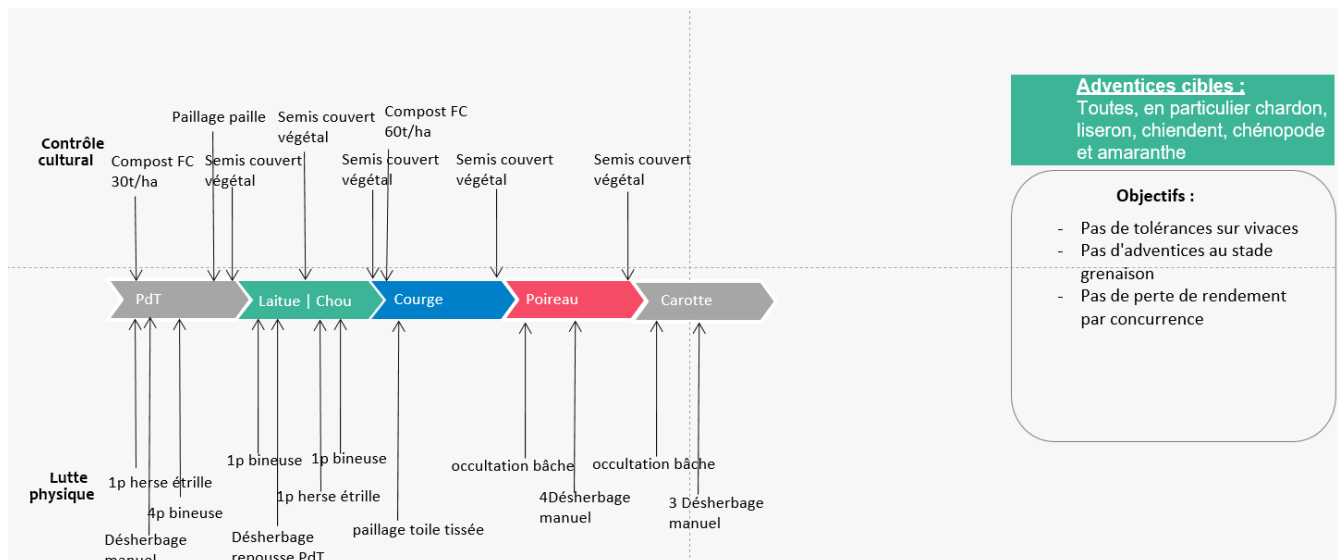 Adventices cibles :
Toutes, en particulier chardon,
liseron, chiendent, chénopode
et amaranthe
Objectifs :
- Pas de tolérances sur vivaces
- Pas d'adventices au stade
grenaison
- Pas de perte de rendement
par concurrence
Contrôle
cultural
Compost FC
30t/ha
Paillage paille
Semis couvert
végétal
Semis couvert
végétal
Semis couvert
végétal
Compost FC
60t/ha
Semis couvert
végétal
Semis couvert
végétal
PdT
Laitue | Chou
Courge
Poireau
Carotte
Lutte
physique
1p herse étrille
Désherbage
manuel
4p bineuse
1p bineuse
Désherbage
repousse PdT
1p herse étrille
1p bineuse
paillage toile tissée
occultation bâche
4Désherbage
manuel
occultation bâche
3 Désherbage
manuel